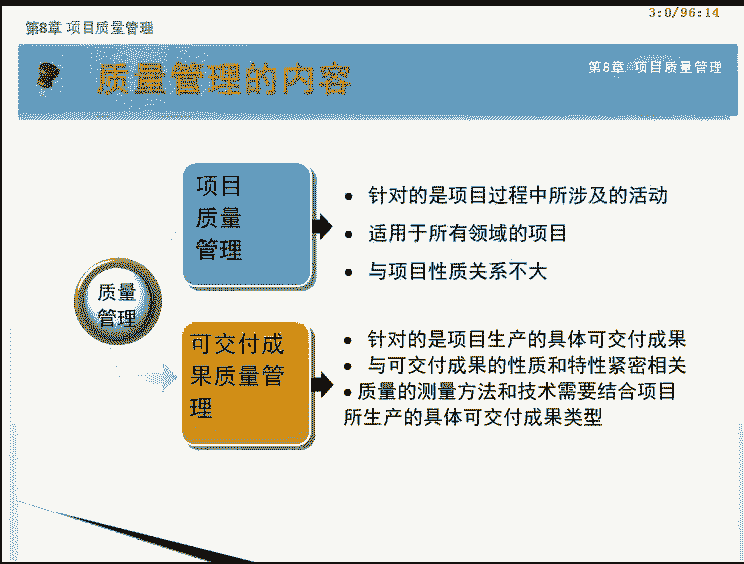 3:0/96:14
第8章 项目质量管理
质量管理的内容
第8章 项目质量管理
项目
质量
管理
• 针对的是项目过程中所涉及的活动
• 适用于所有领域的项目
• 与项目性质关系不大
质量
管理
可交付成
果质量管
理
• 针对的是项目生产的具体可交付成果
• 与可交付成果的性质和特性紧密相关
• 质量的测量方法和技术需要结合项目
所生产的具体可交付成果类型